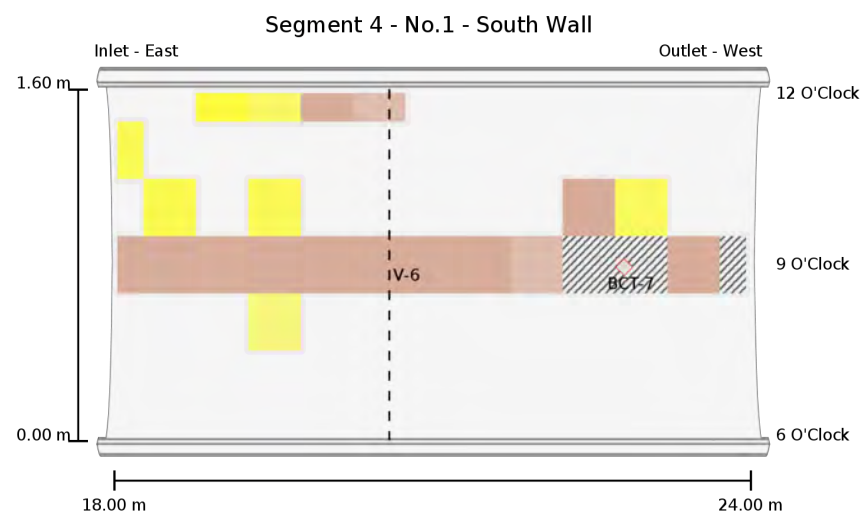 Segment 4 - No.1 - South Wall
Inlet - East
Outlet - West
1.60 m
12 O'Clock
9 O'Clock
V-6
BCT-7
0.00 m
6 O'Clock
18.00 m
24.00 m